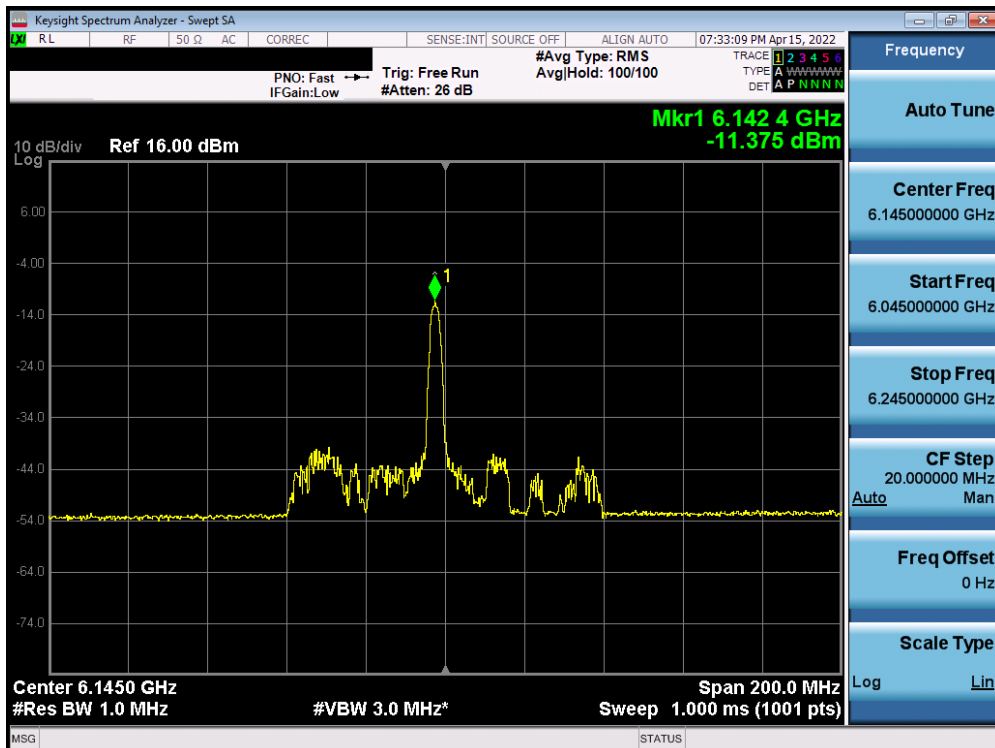 Keysight Spectrum Analyzer - Swept SA
LXI RL RF 50 Ω AC CORREC SENSE:INT SOURCE OFF ALIGN AUTO 07:33:09 PM Apr 15, 2022
Frequency
PNO: Fast
IFGain:Low
Trig: Free Run
#Atten: 26 dB
#Avg Type: RMS
Avg|Hold: 100/100
TRACE 1 2 3 4 5 6
TYPE A WWWWW
DET A P N N N N
Mkr1 6.142 4 GHz
-11.375 dBm
10 dB/div Ref 16.00 dBm
Log
6.00
-4.00
-14.0
-24.0
-34.0
-44.0
-54.0
-64.0
-74.0
1
Center 6.1450 GHz
Span 200.0 MHz
#Res BW 1.0 MHz
#VBW 3.0 MHz*
Sweep 1.000 ms (1001 pts)
MSG
STATUS
Auto Tune
Center Freq
6.145000000 GHz
Start Freq
6.045000000 GHz
Stop Freq
6.245000000 GHz
CF Step
20.000000 MHz
Auto Man
Freq Offset
0 Hz
Scale Type
Log Lin